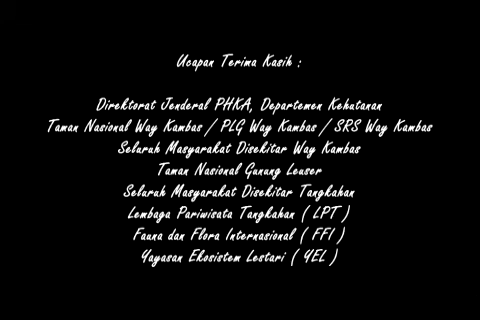 Ucapan Terima Kasih :
Direktorat Jenderal PHKA, Departemen Kehutanan
Taman Nasional Way Kambas / PLG Way Kambas / SRS Way Kambas
Seluruh Masyarakat Disekitar Way Kambas
Taman Nasional Gunung Leuser
Seluruh Masyarakat Disekitar Tangkahan
Lembaga Pariwisata Tangkahan ( LPT )
Fauna dan Flora Internasional ( FFI )
Yayasan Ekosistem Lestari ( YEL )